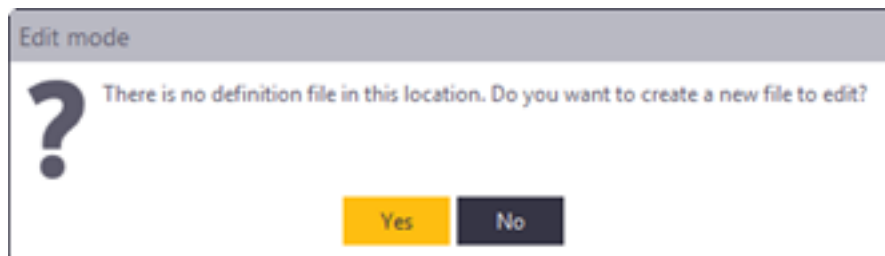 Edit mode
There is no definition file in this location. Do you want to create a new file to edit?
Yes No